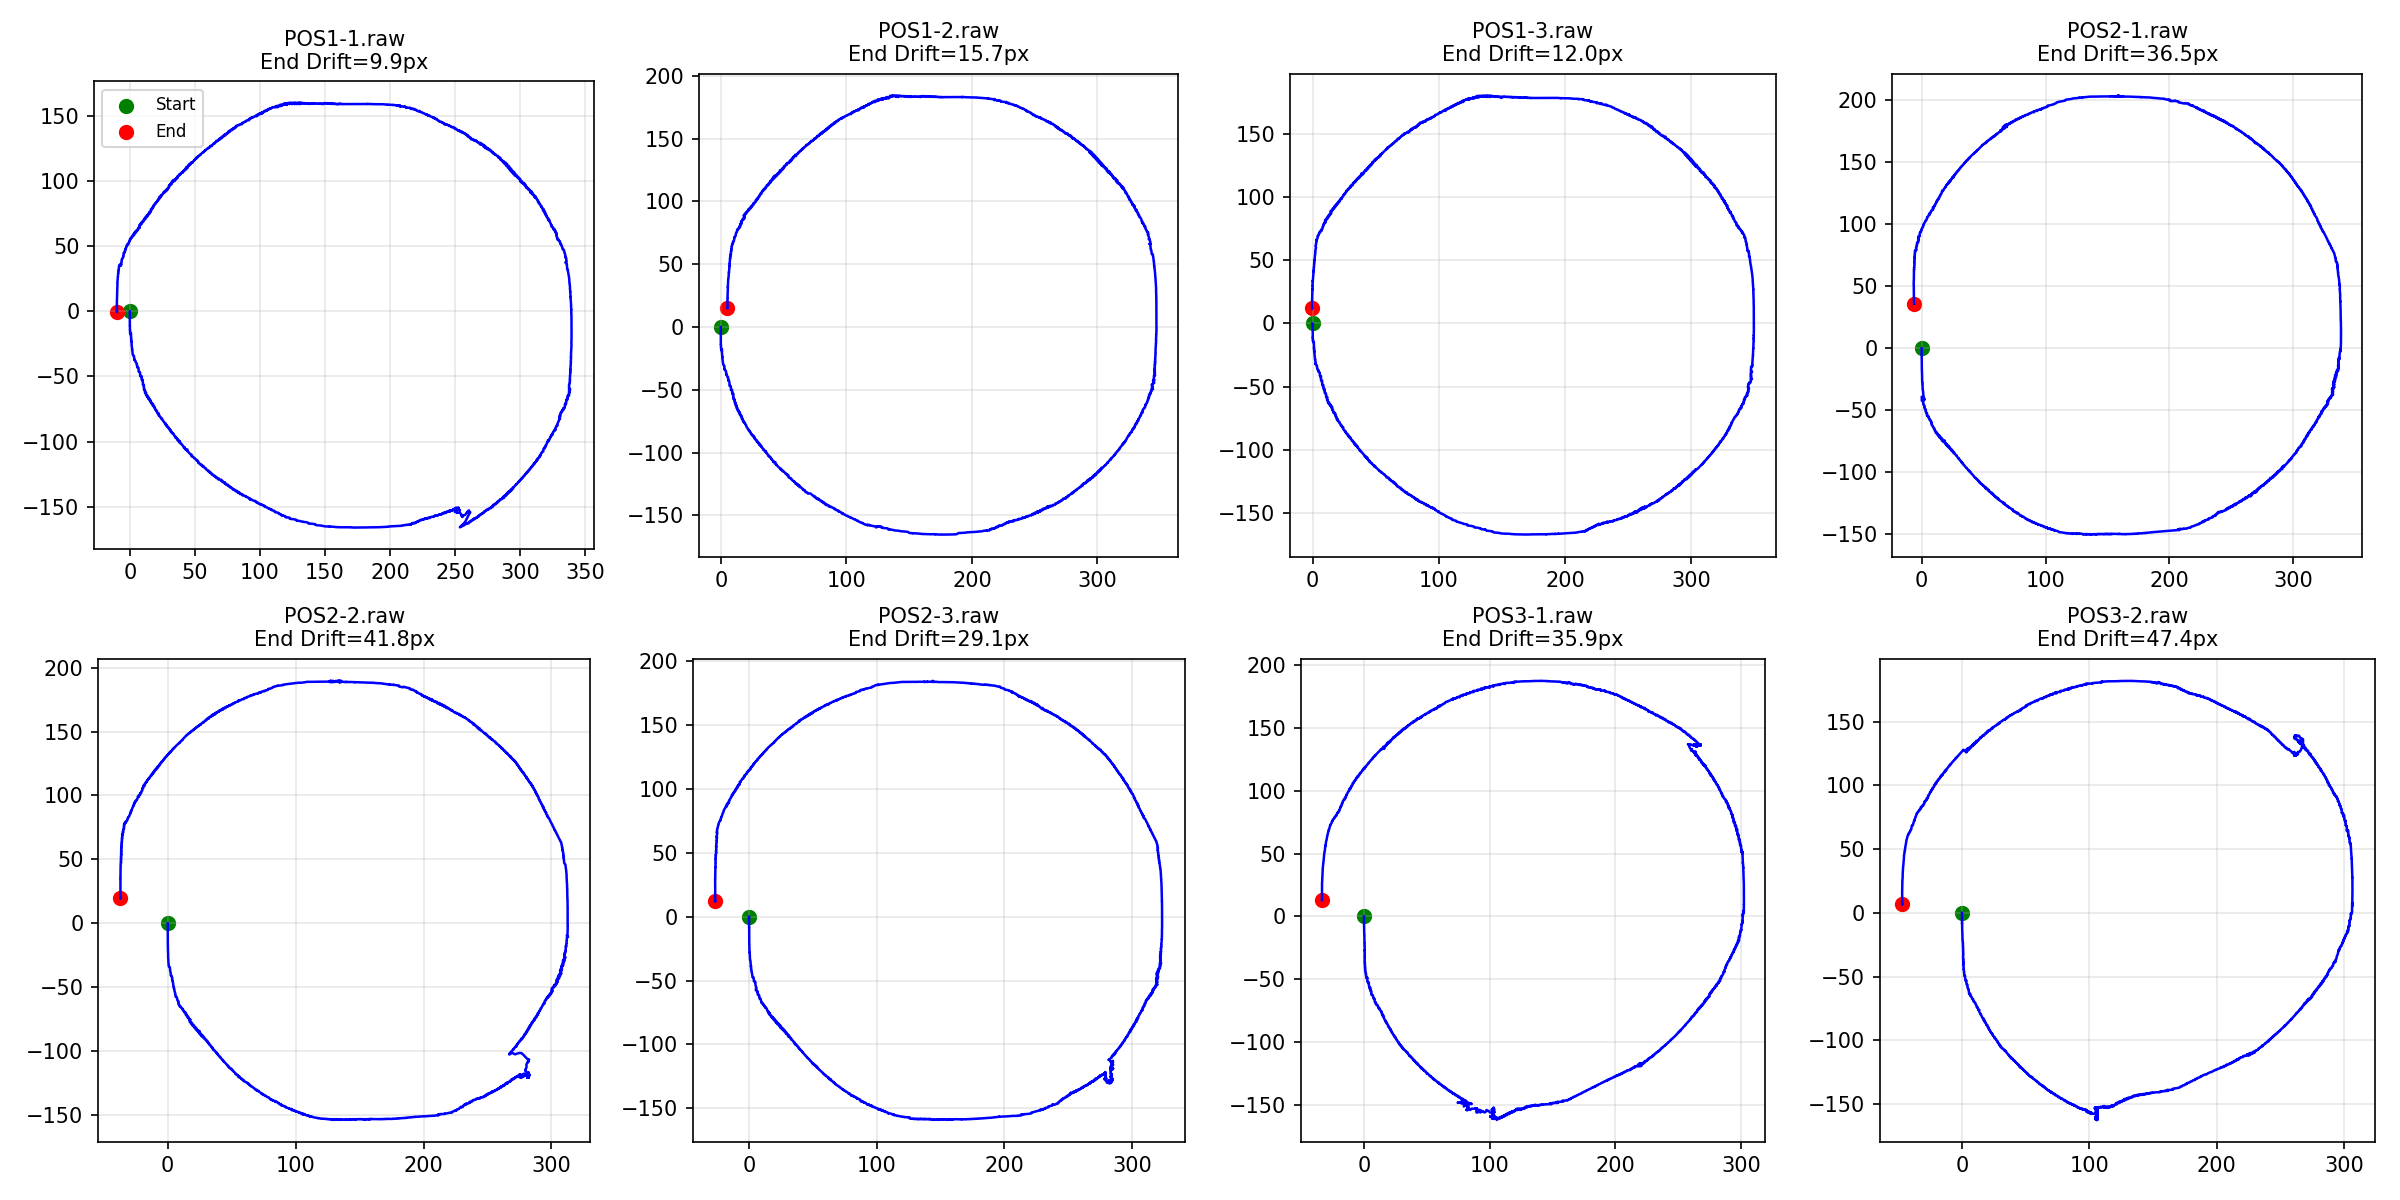 POS1-1.raw
End Drift=9.9px
Start
End
150
100
50
0
−50
−100
−150
0 50 100 150 200 250 300 350
POS1-2.raw
End Drift=15.7px
200
150
100
50
0
−50
−100
−150
0 100 200 300
POS1-3.raw
End Drift=12.0px
150
100
50
0
−50
−100
−150
0 100 200 300
POS2-1.raw
End Drift=36.5px
200
150
100
50
0
−50
−100
−150
0 100 200 300
POS2-2.raw
End Drift=41.8px
200
150
100
50
0
−50
−100
−150
0 100 200 300
POS2-3.raw
End Drift=29.1px
200
150
100
50
0
−50
−100
−150
0 100 200 300
POS3-1.raw
End Drift=35.9px
200
150
100
50
0
−50
−100
−150
0 100 200 300
POS3-2.raw
End Drift=47.4px
150
100
50
0
−50
−100
−150
0 100 200 300